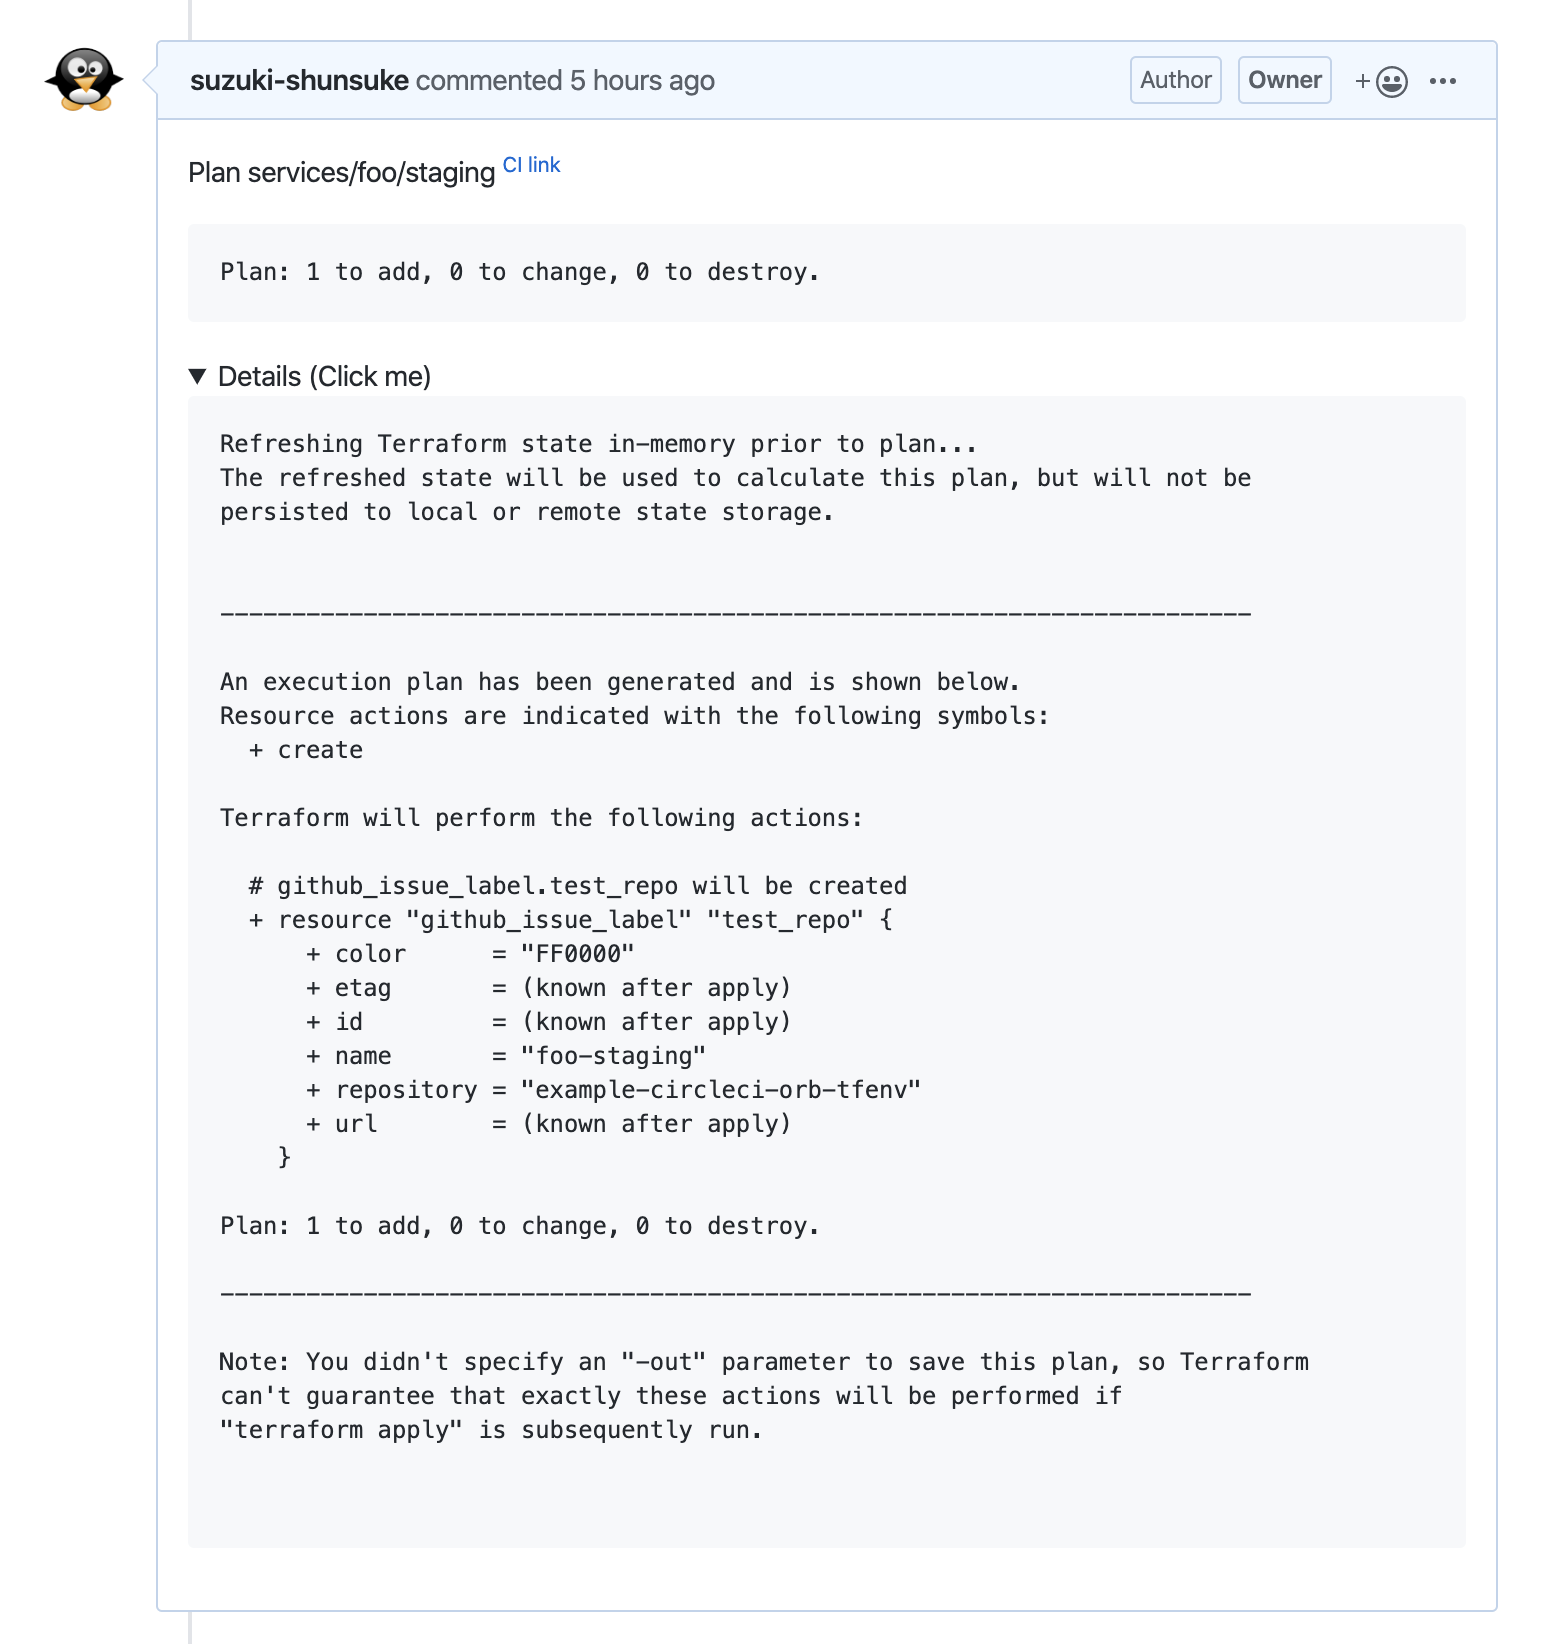 suzuki-shunsuke commented 5 hours ago
Author
Owner
Plan services/foo/staging CI link
Plan: 1 to add, 0 to change, 0 to destroy.
▼ Details (Click me)
Refreshing Terraform state in-memory prior to plan...
The refreshed state will be used to calculate this plan, but will not be
persisted to local or remote state storage.
------------------------------------------------------------------------
An execution plan has been generated and is shown below.
Resource actions are indicated with the following symbols:
  + create
Terraform will perform the following actions:
  # github_issue_label.test_repo will be created
  + resource "github_issue_label" "test_repo" {
      + color      = "FF0000"
      + etag       = (known after apply)
      + id         = (known after apply)
      + name       = "foo-staging"
      + repository = "example-circleci-orb-tfenv"
      + url        = (known after apply)
    }
Plan: 1 to add, 0 to change, 0 to destroy.
------------------------------------------------------------------------
Note: You didn't specify an "-out" parameter to save this plan, so Terraform
can't guarantee that exactly these actions will be performed if
"terraform apply" is subsequently run.